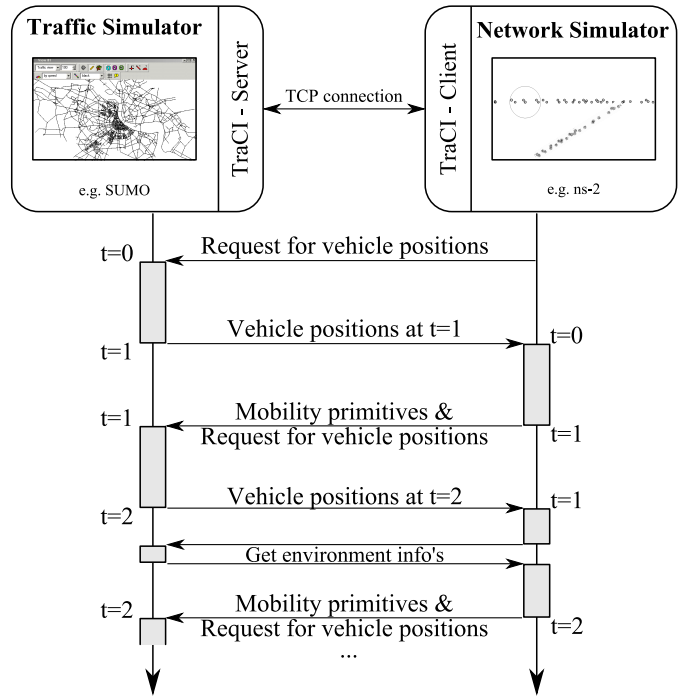 Traffic Simulator
Network Simulator
TraCI - Server
TCP connection
TraCI - Client
e.g. SUMO
e.g. ns-2
t=0
Request for vehicle positions
Vehicle positions at t=1
t=0
t=1
t=1
Mobility primitives &
Request for vehicle positions
t=1
Vehicle positions at t=2
t=1
t=2
Get environment info's
t=2
Mobility primitives &
Request for vehicle positions
t=2
...